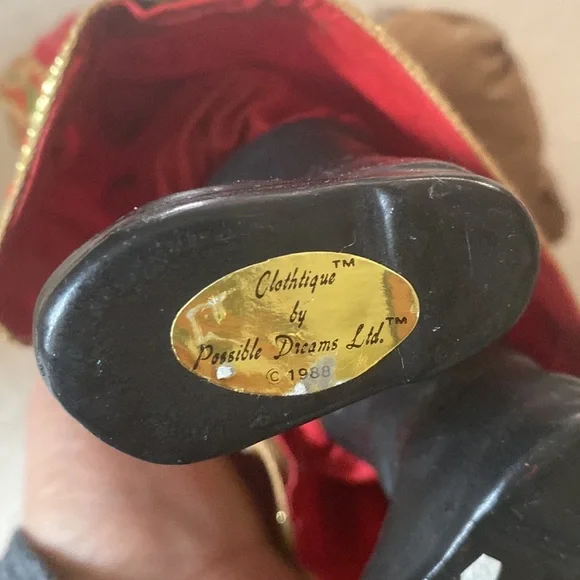 Clothtique™
by
Possible Dreams Ltd.™
© 1988